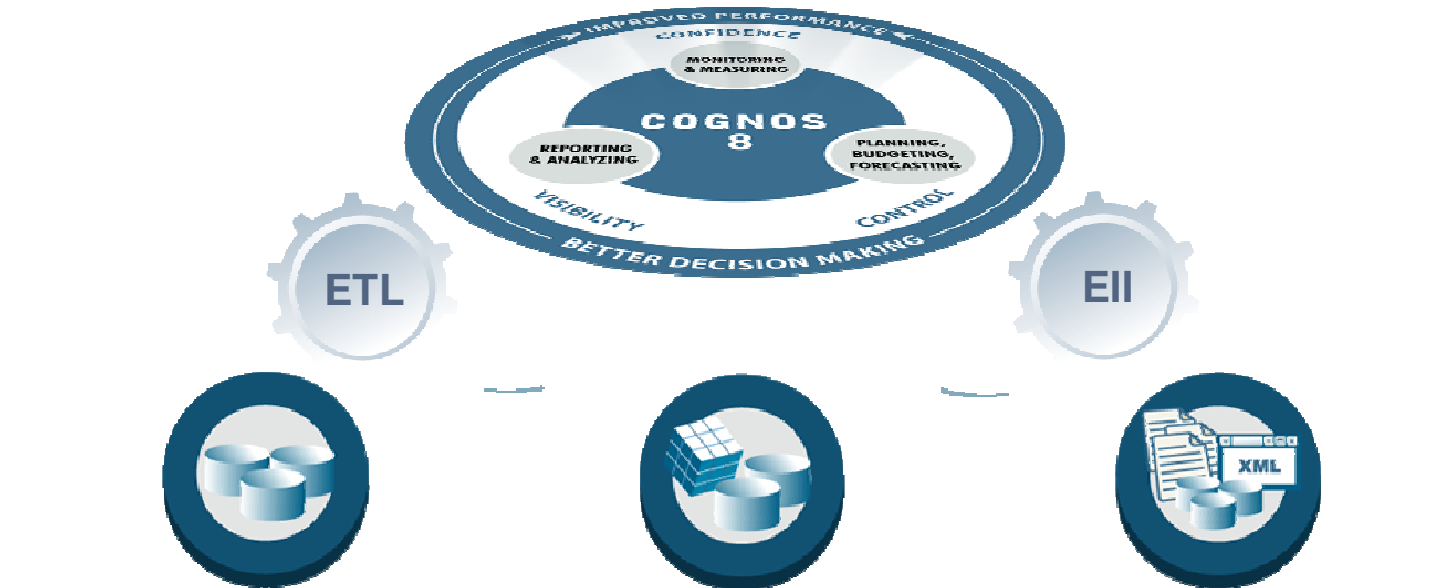 IMPROVED PERFORMANCE
CONFIDENCE
MONITORING
& MEASURING
COGNOS
8
REPORTING
& ANALYZING
PLANNING,
BUDGETING,
FORECASTING
VISIBILITY
CONTROL
BETTER DECISION MAKING
ETL
EII
XML